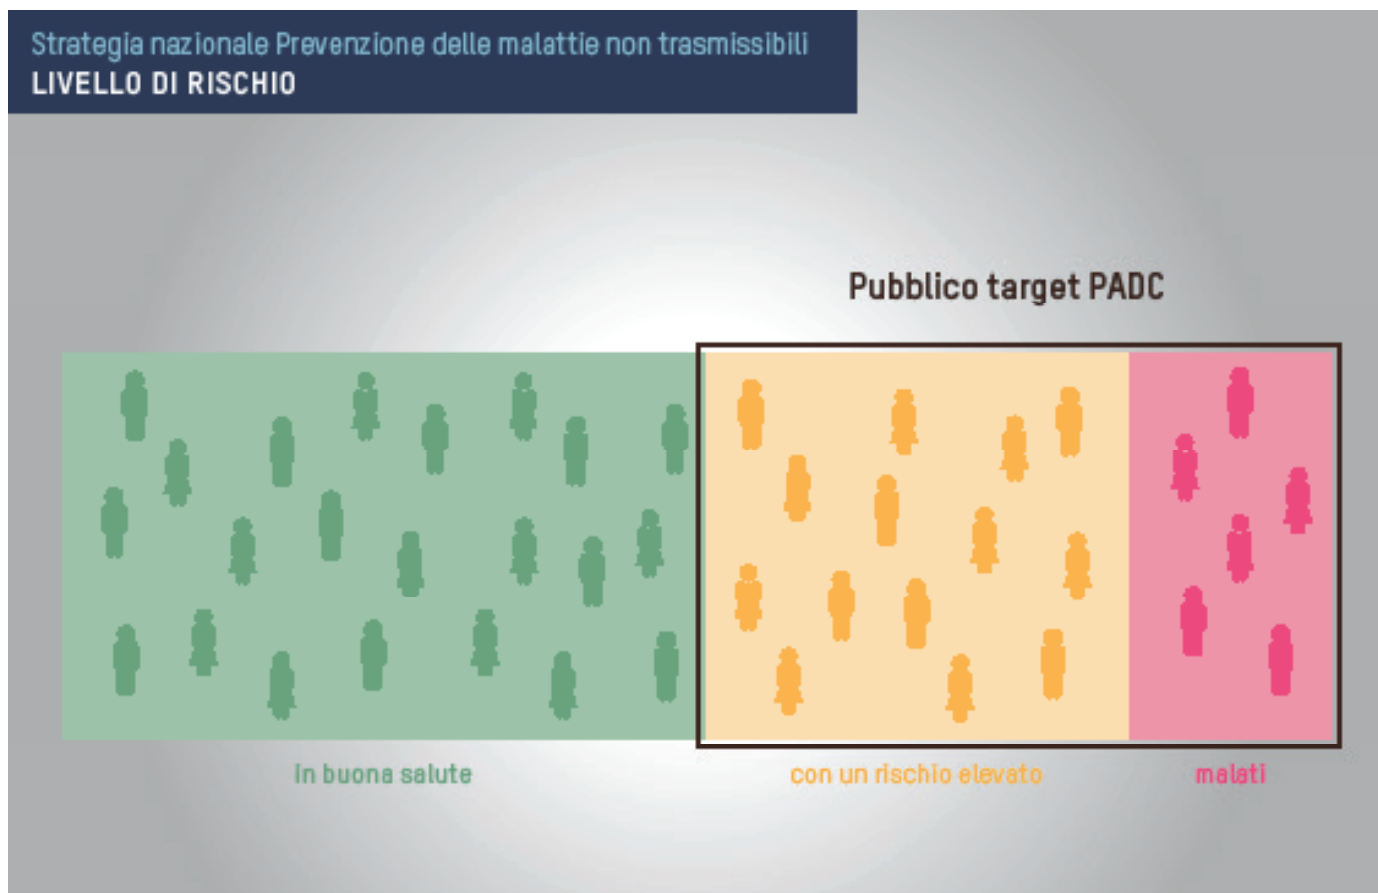 Strategia nazionale Prevenzione delle malattie non trasmissibili
LIVELLO DI RISCHIO
Pubblico target PADC
in buona salute
con un rischio elevato
malati